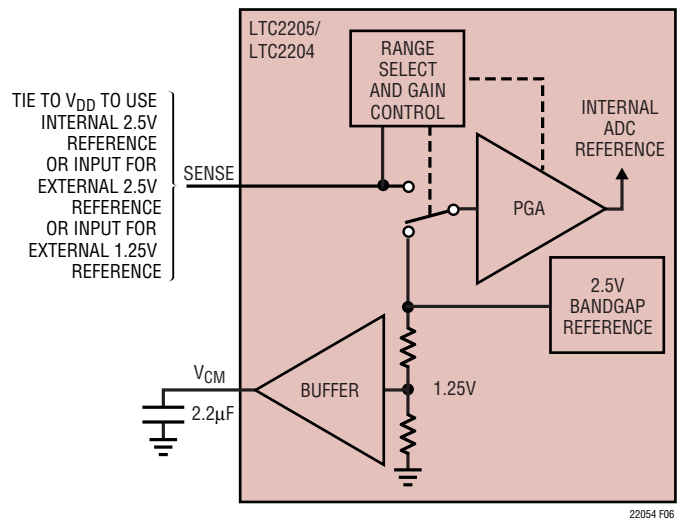 LTC2205/
LTC2204
RANGE
SELECT
AND GAIN
CONTROL
TIE TO VDD TO USE
INTERNAL 2.5V
REFERENCE
OR INPUT FOR
EXTERNAL 2.5V
REFERENCE
OR INPUT FOR
EXTERNAL 1.25V
REFERENCE
SENSE
INTERNAL
ADC
REFERENCE
PGA
2.5V
BANDGAP
REFERENCE
VCM
BUFFER
1.25V
2.2µF
22054 F06